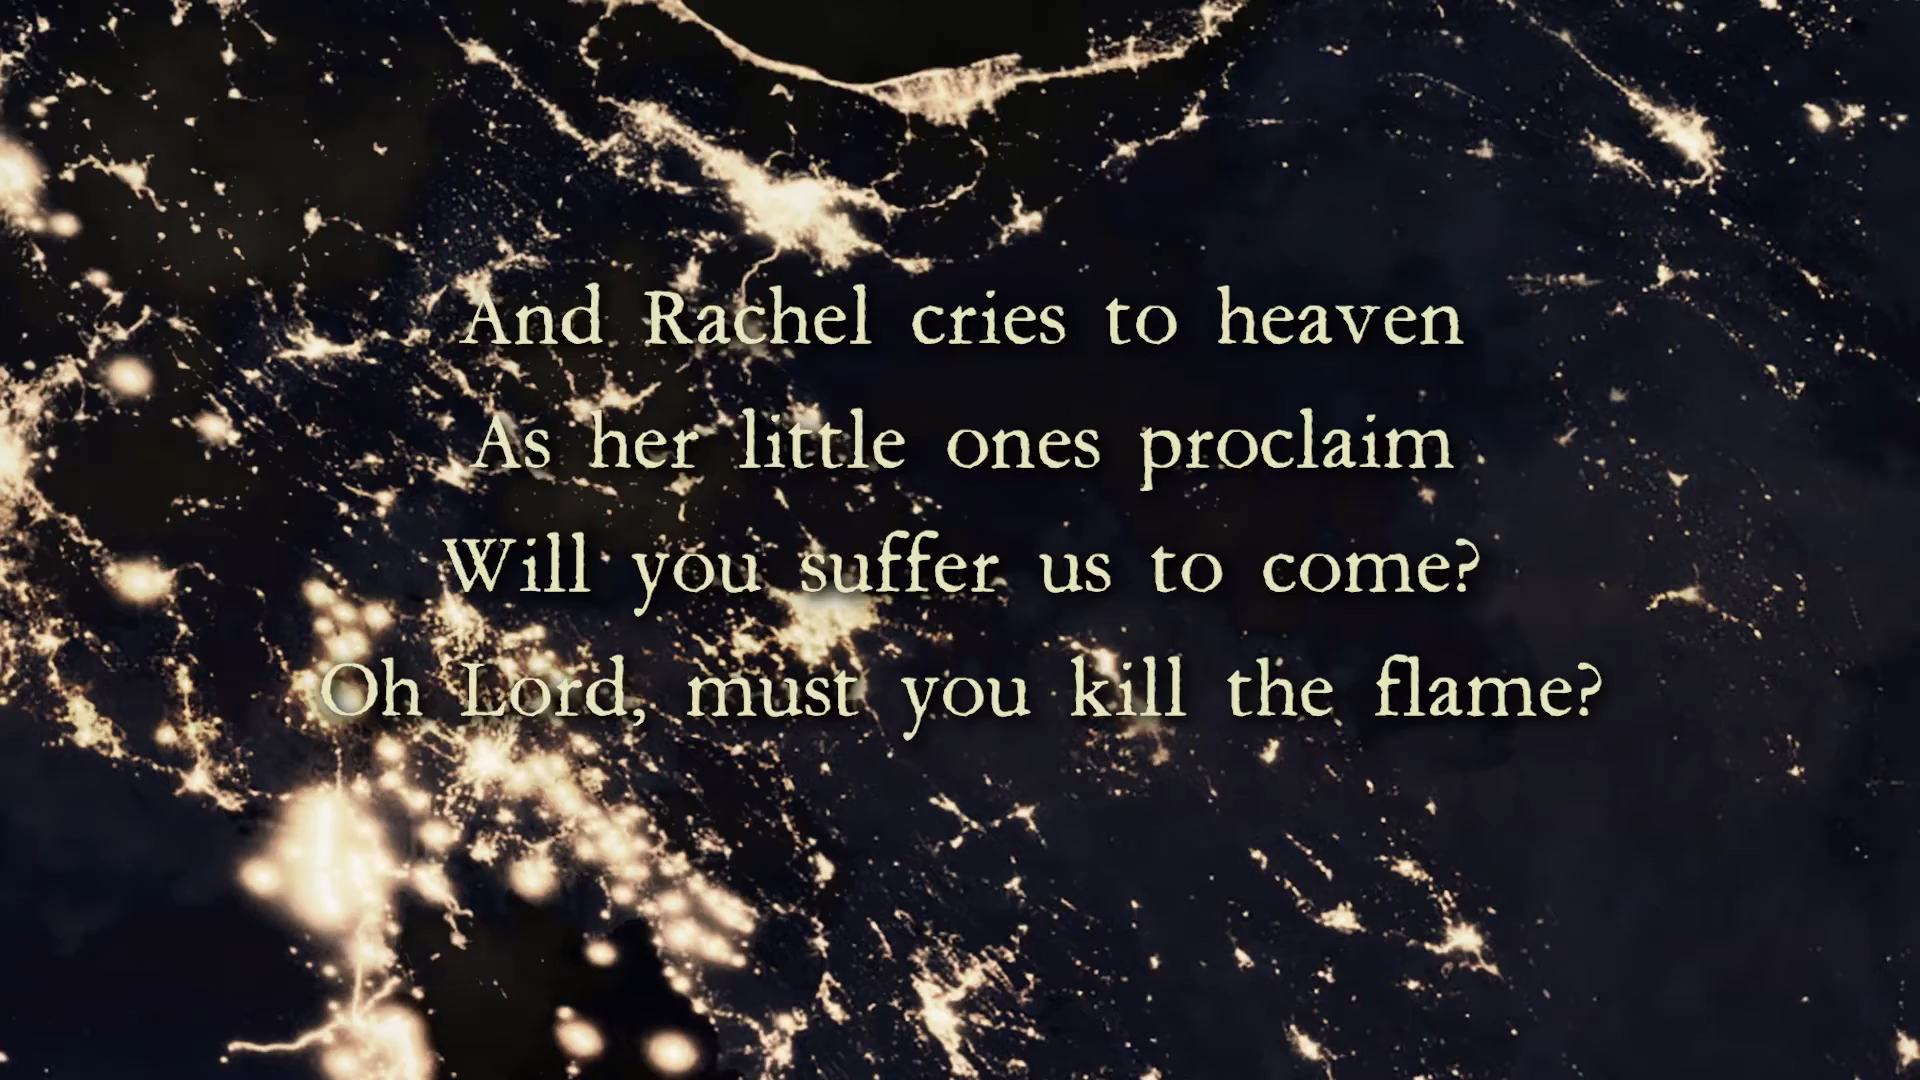 And Rachel cries to heaven
As her little ones proclaim
Will you suffer us to come?
Oh Lord, must you kill the flame?